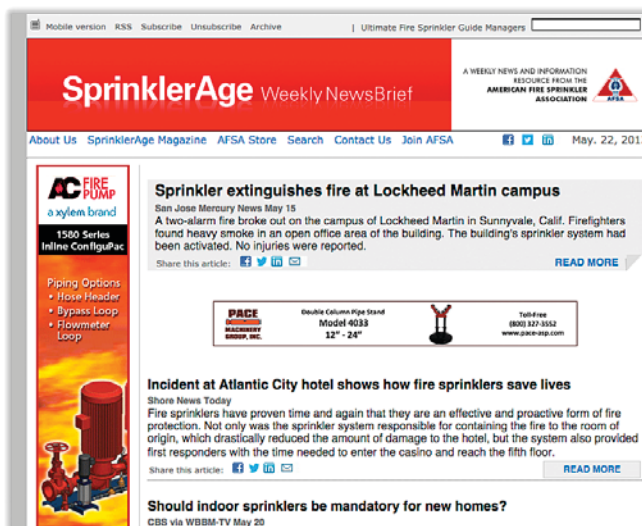 Mobile version RSS Subscribe Unsubscribe Archive | Ultimate Fire Sprinkler Guide Managers
SprinklerAge Weekly NewsBrief
A WEEKLY NEWS AND INFORMATION
RESOURCE FROM THE
AMERICAN FIRE SPRINKLER
ASSOCIATION
AFSA
About Us SprinklerAge Magazine AFSA Store Search Contact Us Join AFSA May. 22, 201
AC FIRE
PUMP
a xylem brand
1580 Series
Inline ConfiguPac
Piping Options
• Hose Header
• Bypass Loop
• Flowmeter
Loop
Sprinkler extinguishes fire at Lockheed Martin campus
San Jose Mercury News May 15
A two-alarm fire broke out on the campus of Lockheed Martin in Sunnyvale, Calif. Firefighters
found heavy smoke in an open office area of the building. The building's sprinkler system had
been activated. No injuries were reported.
Share this article: READ MORE
PACE
MACHINERY
GROUP, INC.
Double Column Pipe Stand
Model 4033
12" - 24"
Toll-Free
(800) 327-3552
www.pace-asp.com
Incident at Atlantic City hotel shows how fire sprinklers save lives
Shore News Today
Fire sprinklers have proven time and again that they are an effective and proactive form of fire
protection. Not only was the sprinkler system responsible for containing the fire to the room of
origin, which drastically reduced the amount of damage to the hotel, but the system also provided
first responders with the time needed to enter the casino and reach the fifth floor.
Share this article: READ MORE
Should indoor sprinklers be mandatory for new homes?
CBS via WBBM-TV May 20